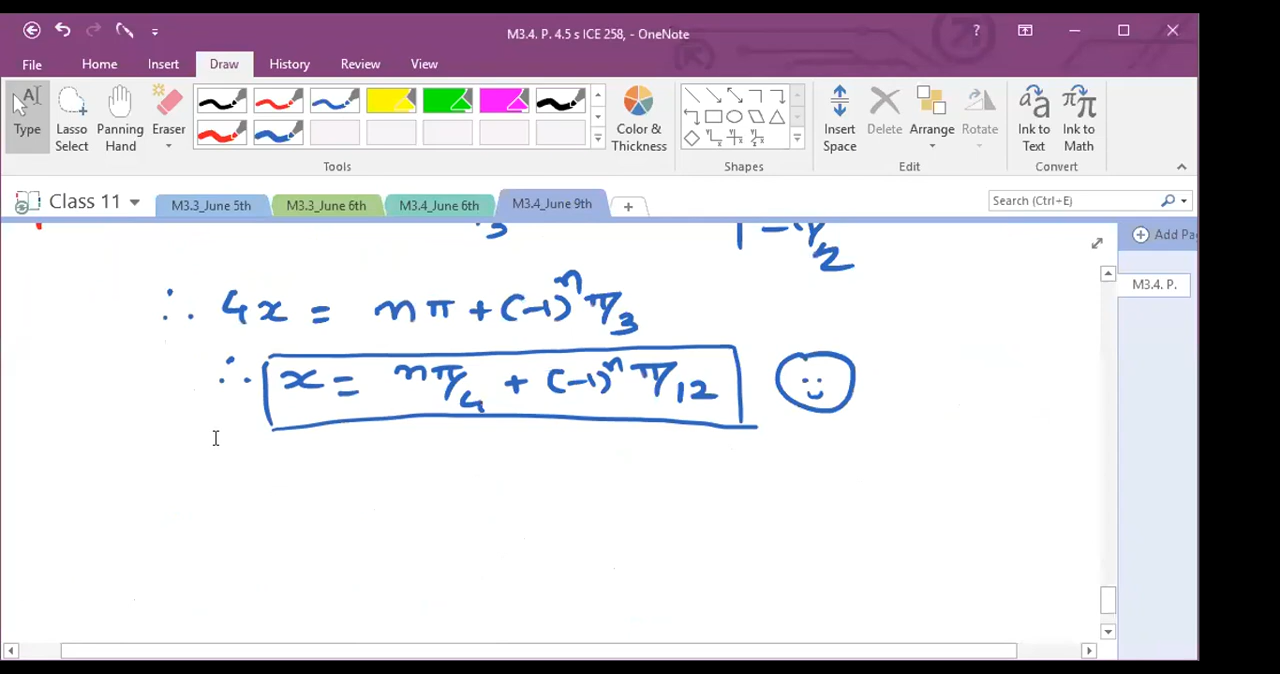 M3.4. P. 4.5 s ICE 258, - OneNote
?
File Home Insert Draw History Review View
Type
Lasso Select
Panning Hand
Eraser
Color & Thickness
Insert Space
Delete
Arrange
Rotate
Ink to Text
Ink to Math
Tools
Shapes
Edit
Convert
Class 11
M3.3_June 5th
M3.3_June 6th
M3.4_June 6th
M3.4_June 9th
Search (Ctrl+E)
Add Pa
M3.4. P.
∴ 4x = nπ + (-1)^n π/3
∴ x = nπ/4 + (-1)^n π/12